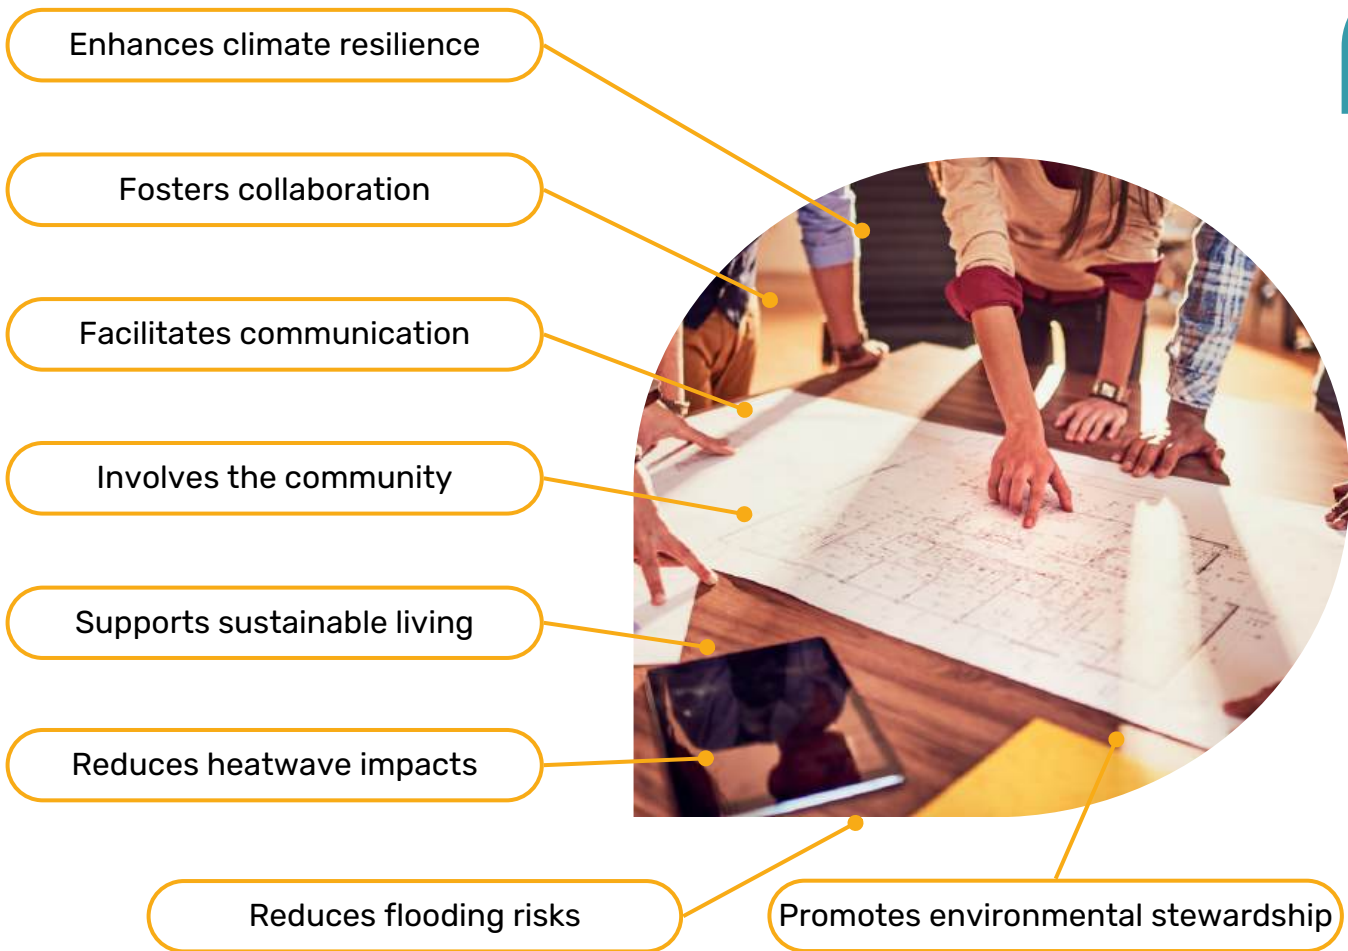 Enhances climate resilience
Fosters collaboration
Facilitates communication
Involves the community
Supports sustainable living
Reduces heatwave impacts
Reduces flooding risks
Promotes environmental stewardship